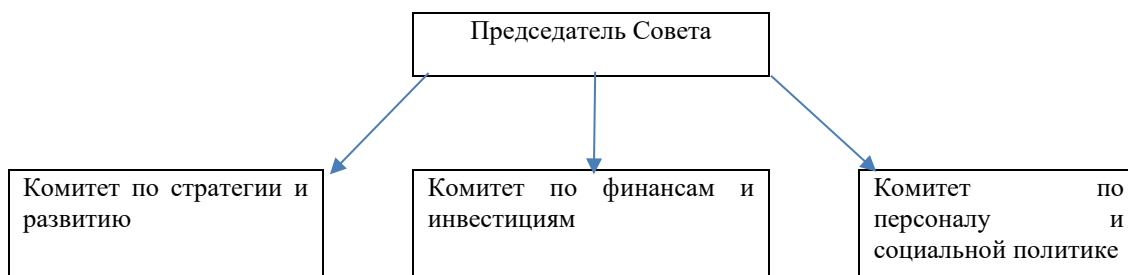 Председатель Совета
Комитет по стратегии и
развитию
Комитет по финансам и
инвестициям
Комитет по
персоналу и
социальной политике